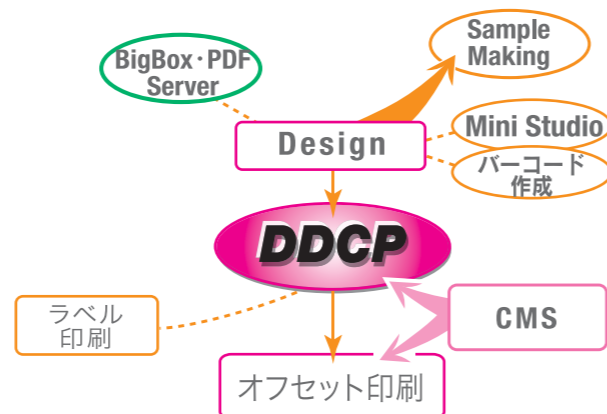 Sample
Making
BigBox・PDF
Server
Mini Studio
Design
バーコード
作成
DDCP
ラベル
印刷
CMS
オフセット印刷